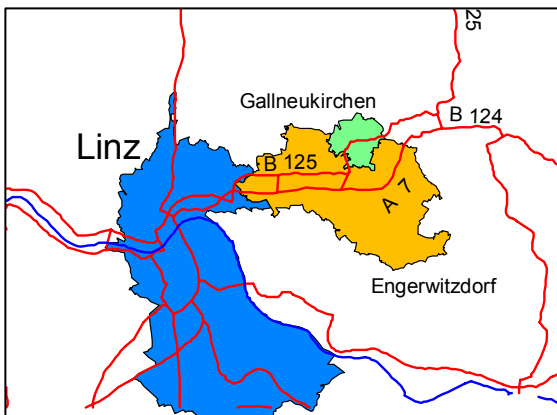 25
Gallneukirchen
B 124
Linz
B 125
A 7
Engerwitzdorf